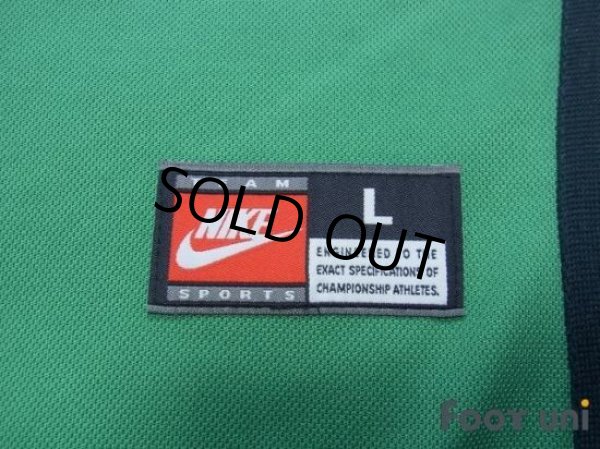 TEAM
NIKE
SPORTS
L
ENGINEERED TO THE
EXACT SPECIFICATIONS OF
CHAMPIONSHIP ATHLETES.
SOLD OUT
Foot uni